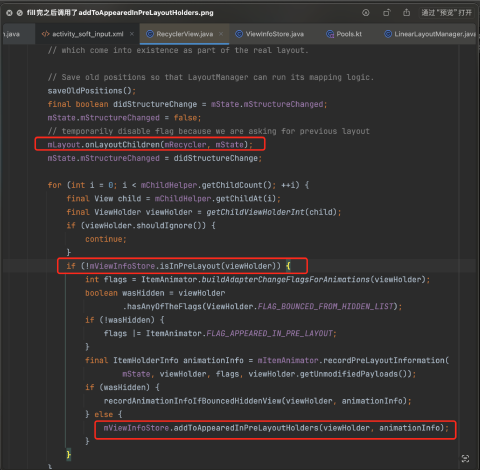 fill完之后调用了addToAppearedInPreLayoutHolders.png
通过“预览”打开
n.java
activity_soft_input.xml
RecyclerView.java
ViewInfoStore.java
Pools.kt
LinearLayoutManager.java
// which come into existence as part of the real layout.
// Save old positions so that LayoutManager can run its mapping logic.
saveOldPositions();
final boolean didStructureChange = mState.mStructureChanged;
mState.mStructureChanged = false;
// temporarily disable flag because we are asking for previous layout
mLayout.onLayoutChildren(mRecycler, mState);
mState.mStructureChanged = didStructureChange;
for (int i = 0; i < mChildHelper.getChildCount(); ++i) {
final View child = mChildHelper.getChildAt(i);
final ViewHolder viewHolder = getChildViewHolderInt(child);
if (viewHolder.shouldIgnore()) {
continue;
}
if (!mViewInfoStore.isInPreLayout(viewHolder)) {
int flags = ItemAnimator.buildAdapterChangeFlagsForAnimations(viewHolder);
boolean wasHidden = viewHolder
.hasAnyOfTheFlags(ViewHolder.FLAG_BOUNCED_FROM_HIDDEN_LIST);
if (!wasHidden) {
flags |= ItemAnimator.FLAG_APPEARED_IN_PRE_LAYOUT;
}
final ItemHolderInfo animationInfo = mItemAnimator.recordPreLayoutInformation(
mState, viewHolder, flags, viewHolder.getUnmodifiedPayloads());
if (wasHidden) {
recordAnimationInfoIfBouncedHiddenView(viewHolder, animationInfo);
} else {
mViewInfoStore.addToAppearedInPreLayoutHolders(viewHolder, animationInfo);
}
}
}